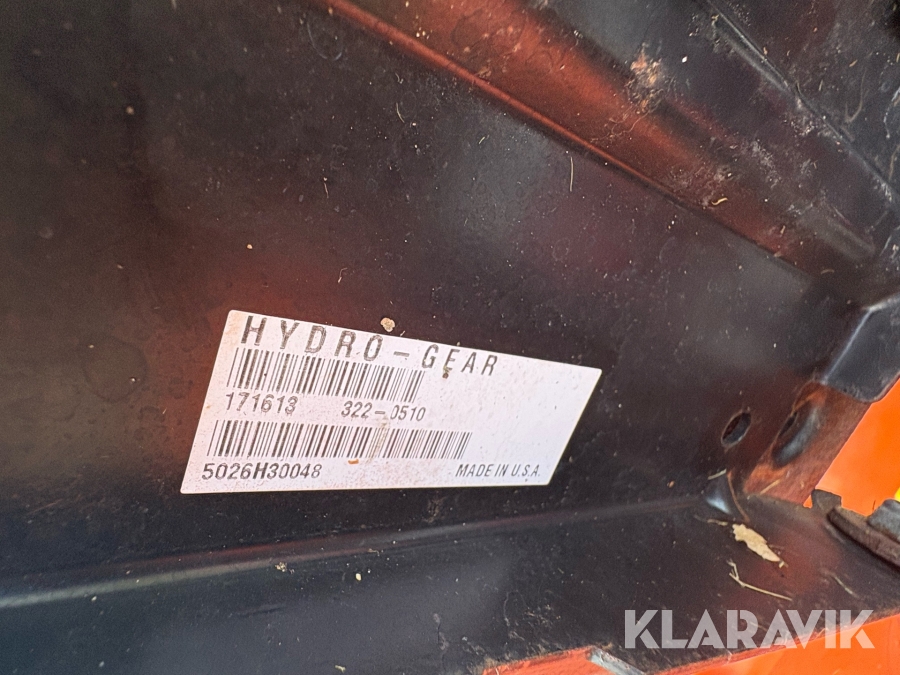 HYDRO-GEAR
171613 322-0510
5026H30048 MADE IN U.S.A.
KLARAVIK